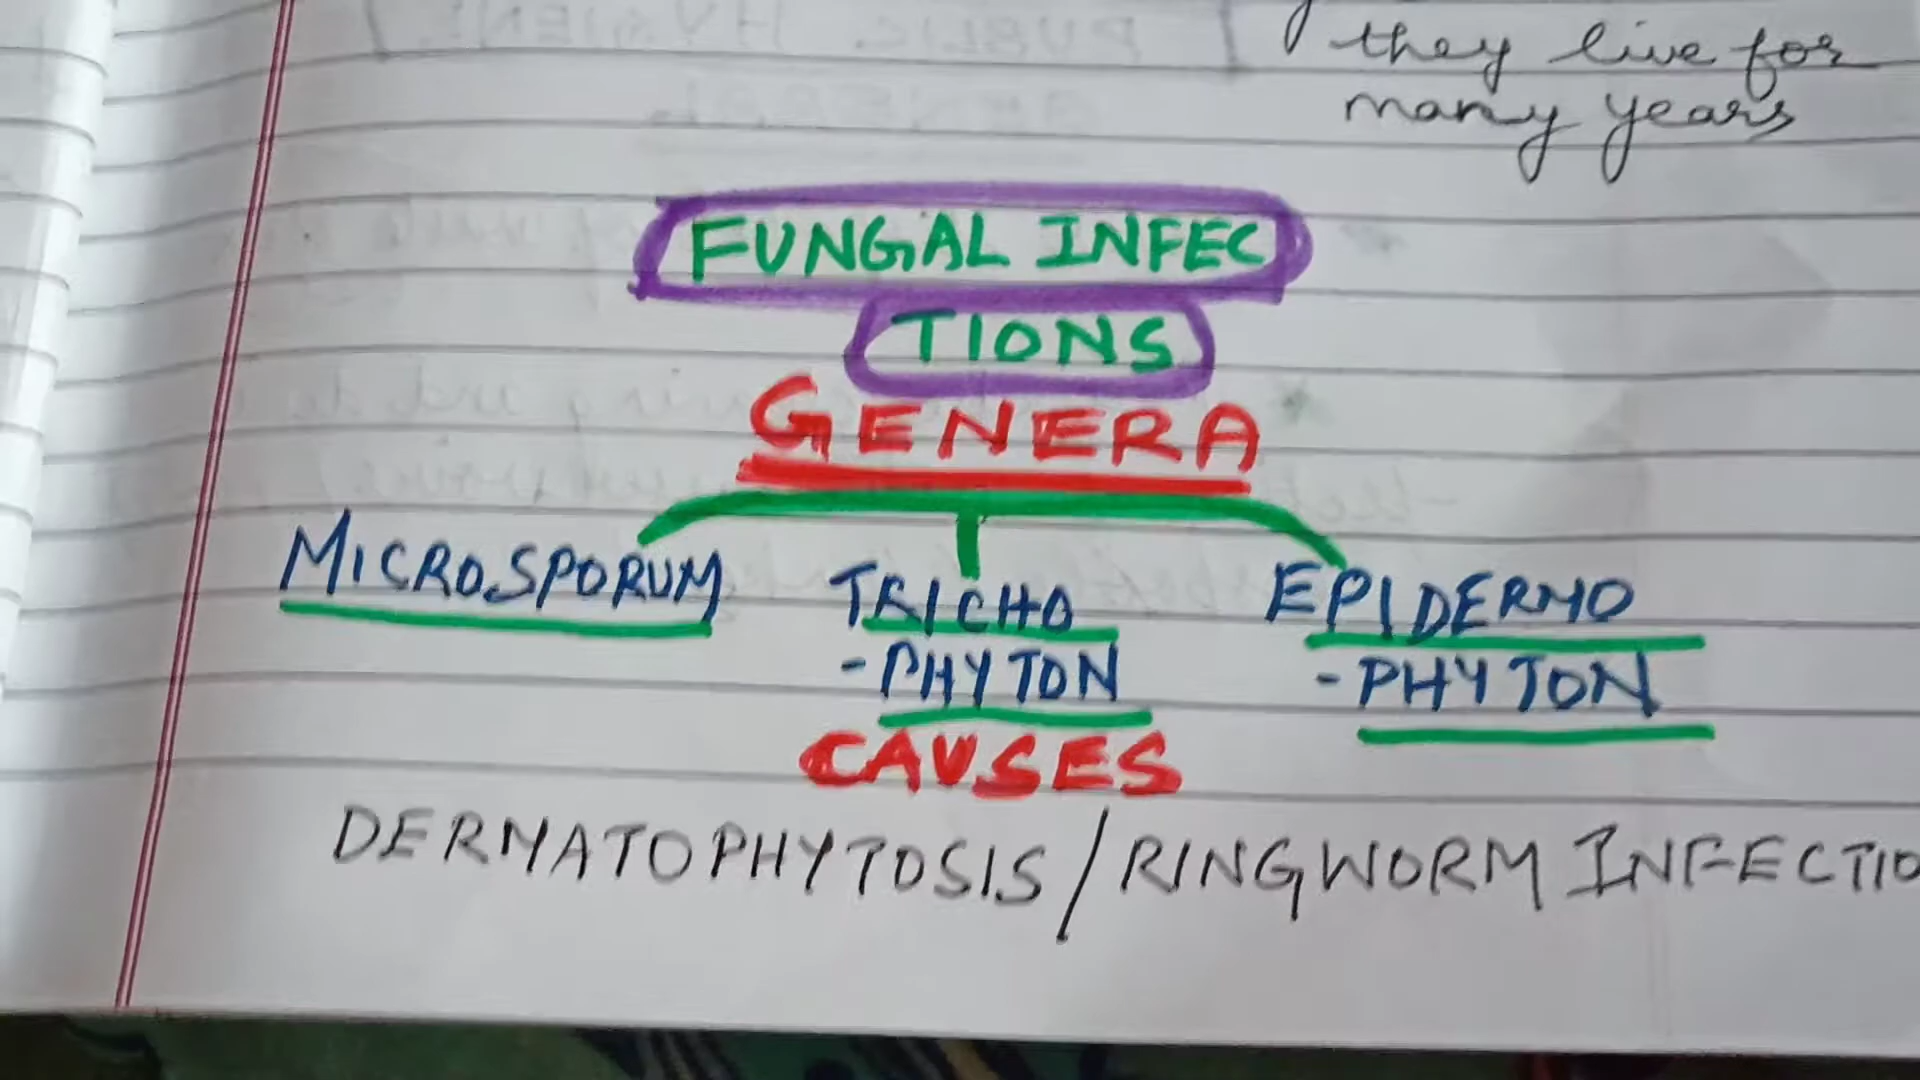 they live for
many years
FUNGAL INFEC
TIONS
GENERA
MICROSPORUM TRICHO EPIDERMO
-PHYTON -PHYTON
CAUSES
DERMATOPHYTOSIS/RINGWORM INFECTIO